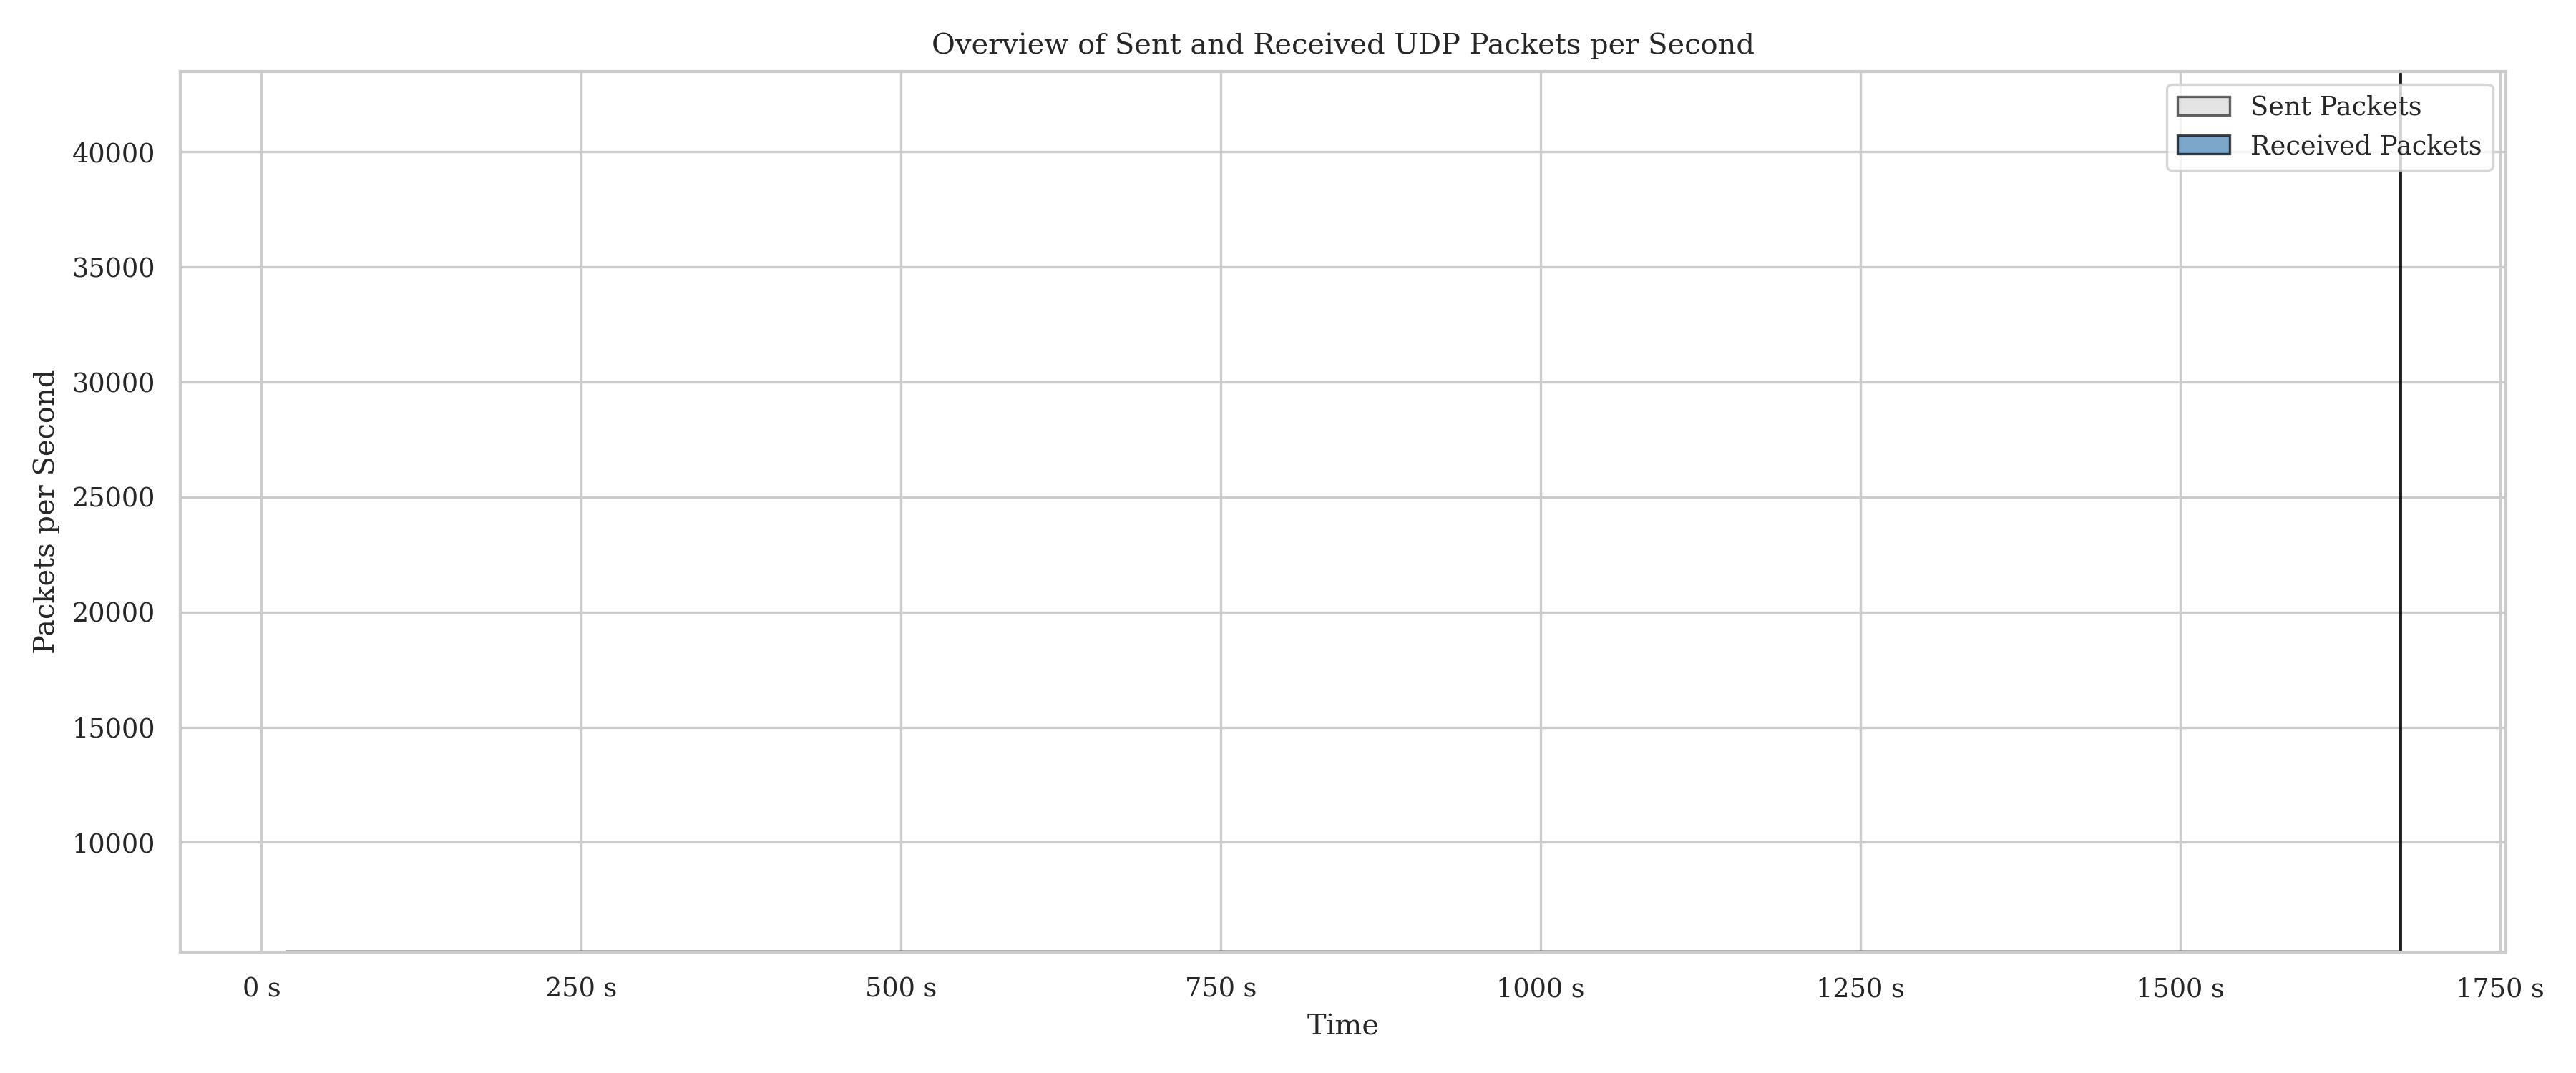 Overview of Sent and Received UDP Packets per Second
Sent Packets
Received Packets
Packets per Second
40000
35000
30000
25000
20000
15000
10000
0 s
250 s
500 s
750 s
1000 s
1250 s
1500 s
1750 s
Time